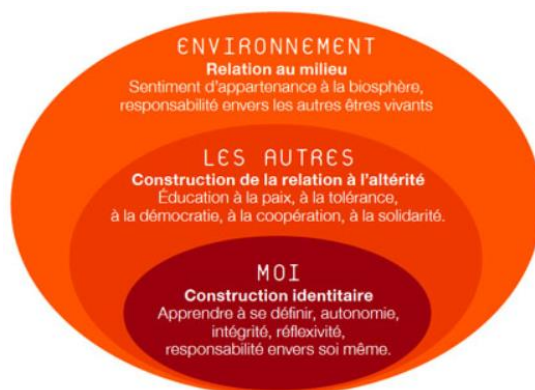 ENVIRONNEMENT
Relation au milieu
Sentiment d'appartenance à la biosphère,
responsabilité envers les autres êtres vivants
LES AUTRES
Construction de la relation à l'altérité
Éducation à la paix, à la tolérance,
à la démocratie, à la coopération, à la solidarité.
MOI
Construction identitaire
Apprendre à se définir, autonomie,
intégrité, réflexivité,
responsabilité envers soi même.